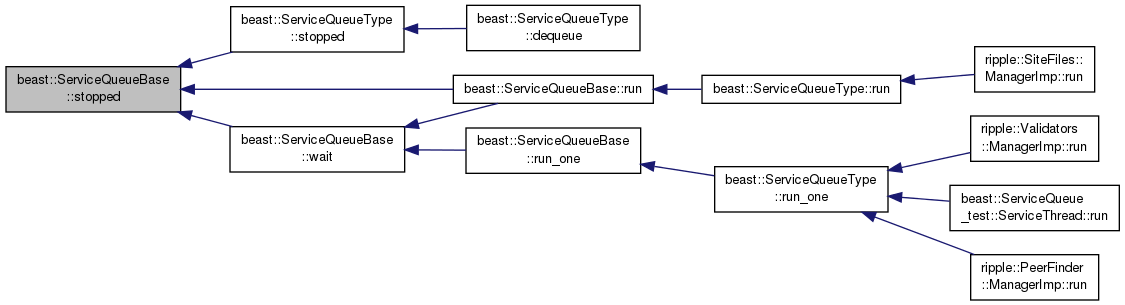 beast::ServiceQueueBase
::stopped
beast::ServiceQueueType
::stopped
beast::ServiceQueueType
::dequeue
beast::ServiceQueueBase::run
beast::ServiceQueueType::run
ripple::SiteFiles::
ManagerImp::run
beast::ServiceQueueBase
::wait
beast::ServiceQueueBase
::run_one
beast::ServiceQueueType
::run_one
ripple::Validators
::ManagerImp::run
beast::ServiceQueue
_test::ServiceThread::run
ripple::PeerFinder
::ManagerImp::run